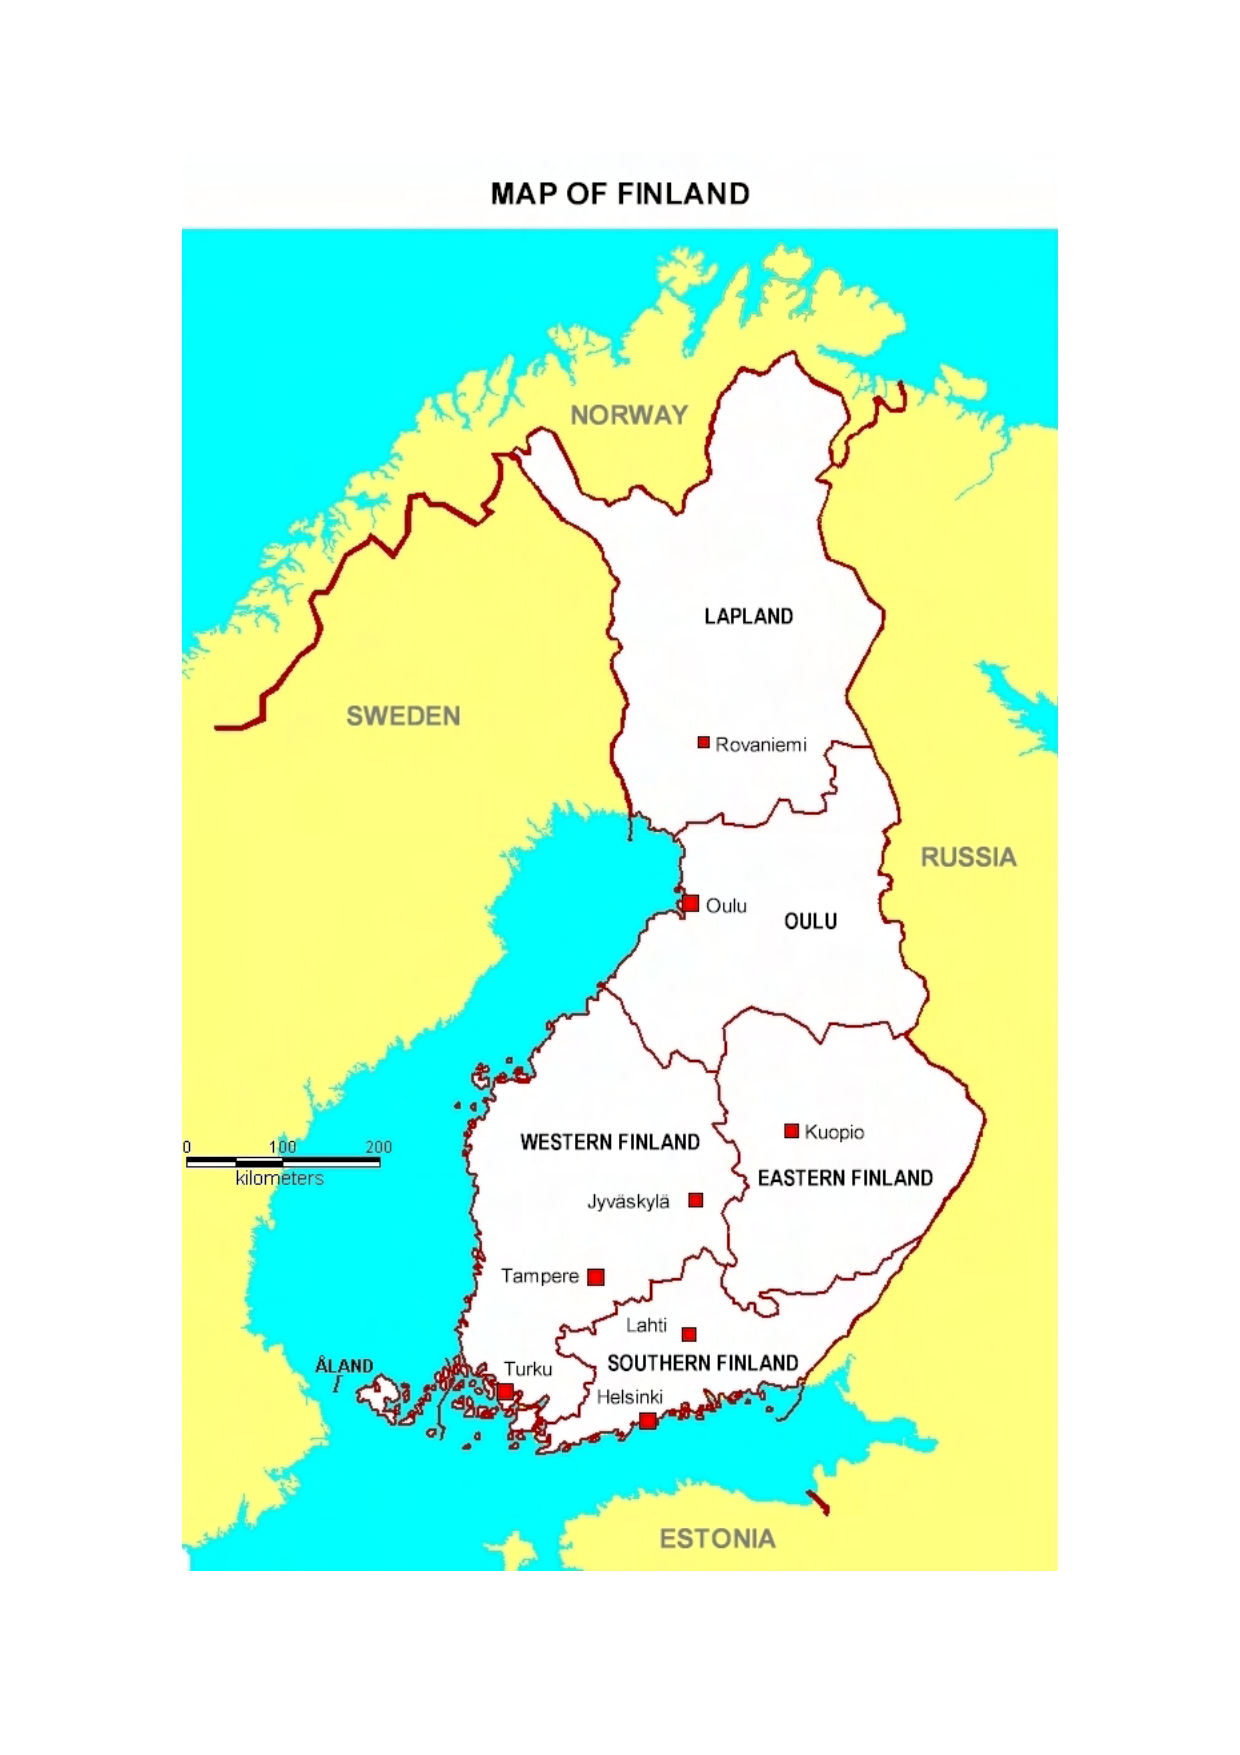 MAP OF FINLAND
NORWAY
LAPLAND
SWEDEN
Rovaniemi
RUSSIA
Oulu
OULU
Kuopio
WESTERN FINLAND
0 100 200
kilometers
EASTERN FINLAND
Jyväskylä
Tampere
Lahti
SOUTHERN FINLAND
ÅLAND
Turku
Helsinki
ESTONIA